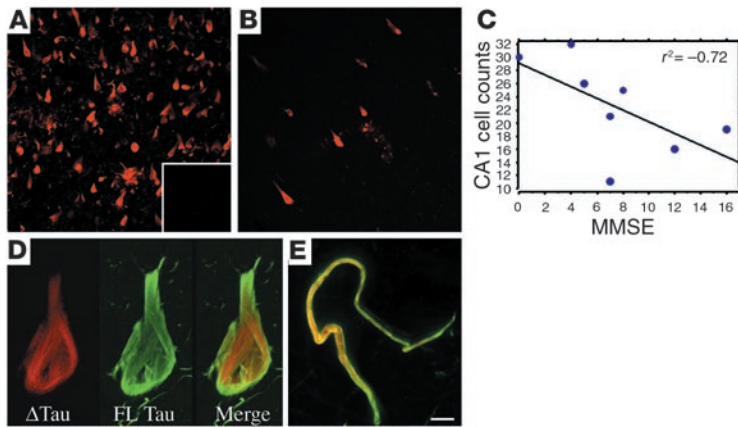 A
B
C
r² = –0.72
CA1 cell counts
32
30
28
26
24
22
20
18
16
14
12
10
0 2 4 6 8 10 12 14 16
MMSE
D
ΔTau
FL Tau
Merge
E